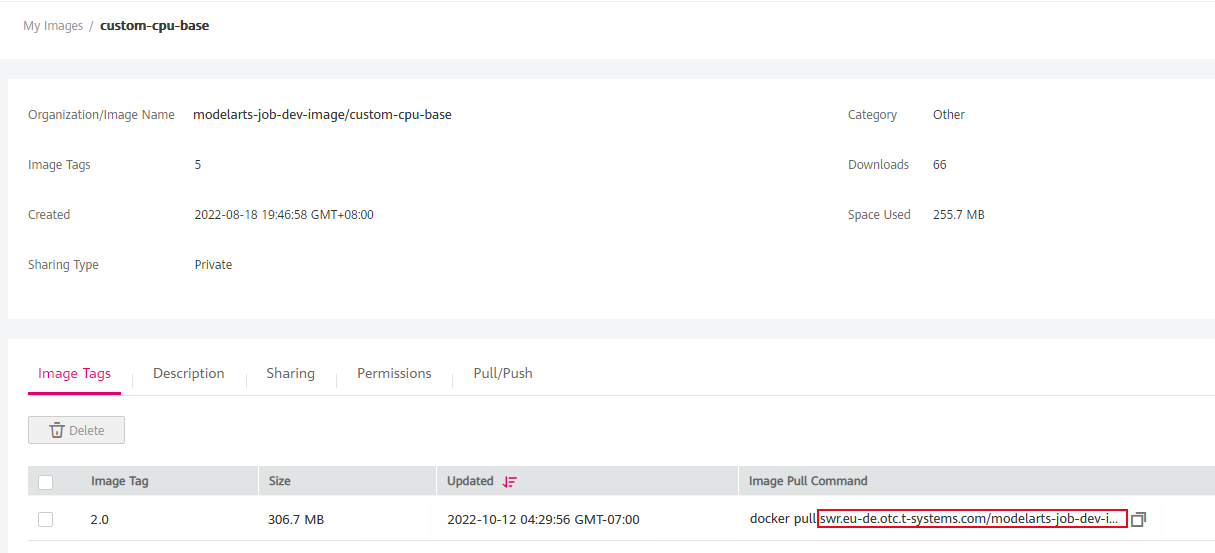 My Images / custom-cpu-base
Organization/Image Name modelarts-job-dev-image/custom-cpu-base Category Other
Image Tags 5 Downloads 66
Created 2022-08-18 19:46:58 GMT+08:00 Space Used 255.7 MB
Sharing Type Private
Image Tags Description Sharing Permissions Pull/Push
Delete
Image Tag Size Updated Image Pull Command
2.0 306.7 MB 2022-10-12 04:29:56 GMT-07:00 docker pull swr.eu-de.otc.t-systems.com/modelarts-job-dev-i...